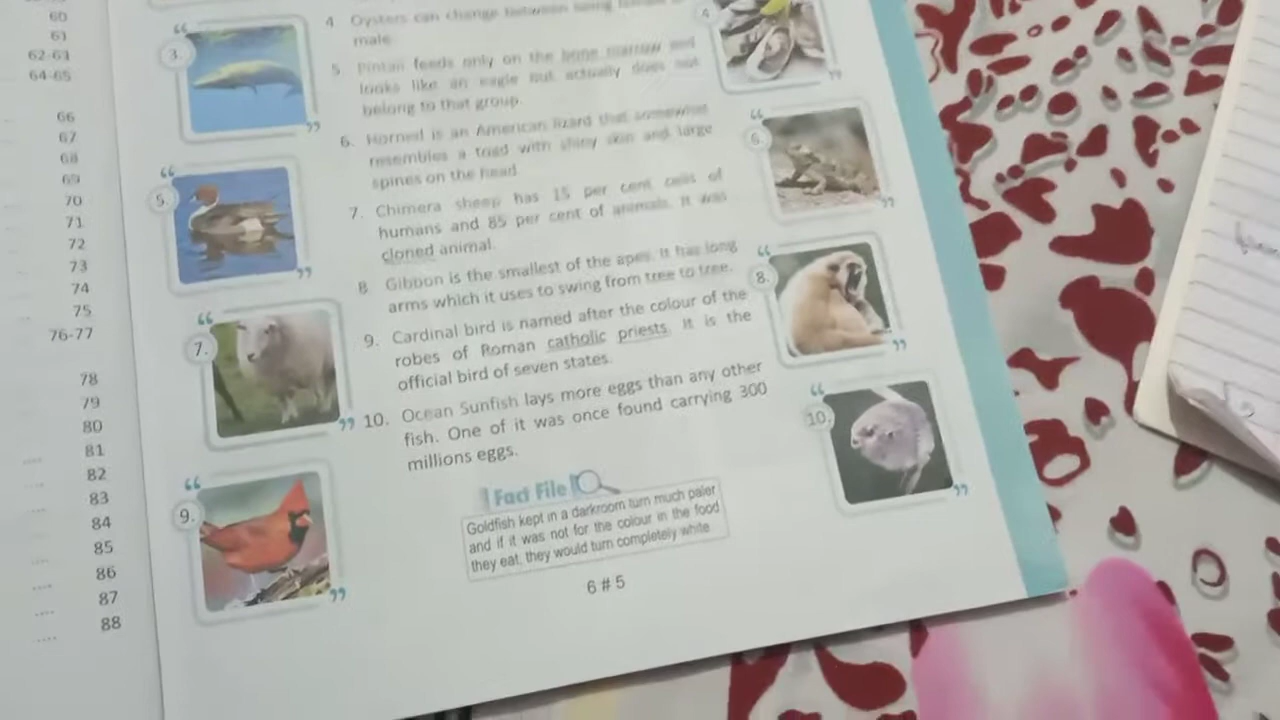 60
61
62-63
64-65
66
67
68
69
70
71
72
73
74
75
76-77
78
79
80
81
82
83
84
85
86
87
88
3.
5.
7.
9.
4 Oysters can change between being
male.
5. Pintail feeds only on the bone marrow and
looks like an eagle but actually does not
belong to that group.
6. Horned is an American lizard that somewhat
resembles a toad with shiny skin and large
spines on the head.
7. Chimera sheep has 15 per cent cells of
humans and 85 per cent of animals. It was
cloned animal.
8 Gibbon is the smallest of the apes. It has long
arms which it uses to swing from tree to tree.
9. Cardinal bird is named after the colour of the
robes of Roman catholic priests. It is the
official bird of seven states.
10. Ocean Sunfish lays more eggs than any other
fish. One of it was once found carrying 300
millions eggs.
Fact File
Goldfish kept in a darkroom turn much paler
and if it was not for the colour in the food
they eat, they would turn completely white
6 # 5
4
6.
8.
10.